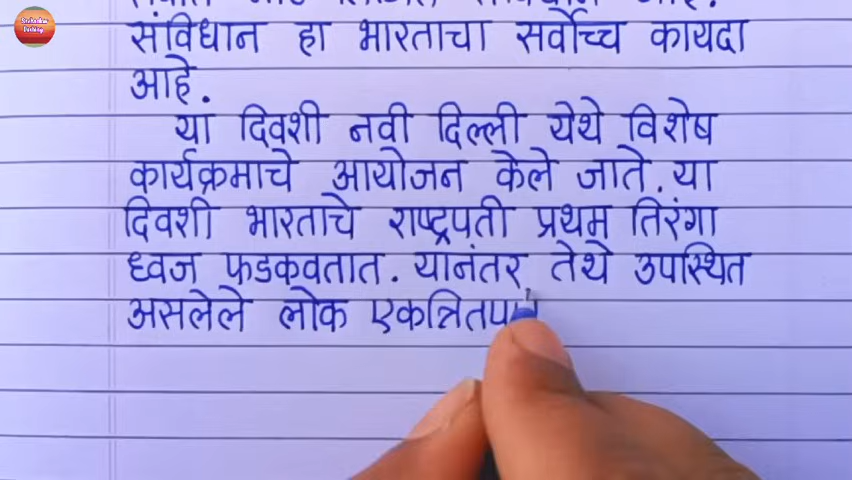 संविधान हा भारताचा सर्वोच्च कायदा
आहे.
या दिवशी नवी दिल्ली येथे विशेष
कार्यक्रमाचे आयोजन केले जाते. या
दिवशी भारताचे राष्ट्रपती प्रथम तिरंगा
ध्वज फडकवतात. यानंतर तेथे उपस्थित
असलेले लोक